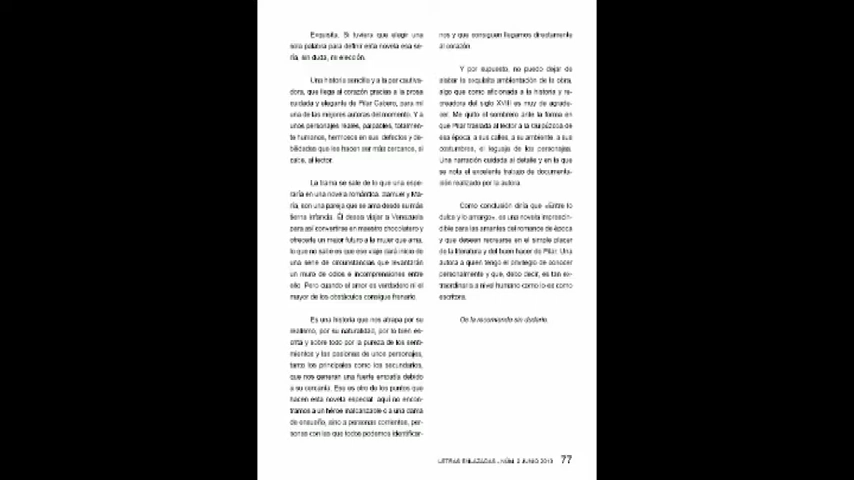 Exquisita. Si tuviera que elegir una
sola palabra para definir esta novela esa se-
ría, sin duda, mi elección.
Una historia sencilla y a la par cautiva-
dora, que llega al corazón gracias a la prosa
cuidada y elegante de Pilar Cabero, para mí
una de las mejores autoras del momento. Y a
unos personajes reales, palpables, totalmen-
te humanos, hermosos en sus defectos y de-
bilidades que les hacen ser más cercanos, si
cabe, al lector.
La trama se sale de lo que una espe-
raría en una novela romántica. Samuel y Ma-
ría, son una pareja que se ama desde su más
tierna infancia. Él desea viajar a Venezuela
para así convertirse en maestro chocolatero y
ofrecerle un mejor futuro a la mujer que ama,
lo que no sabe es que ese viaje dará inicio de
una serie de circunstancias que levantarán
un muro de odios e incomprensiones entre
ello. Pero cuando el amor es verdadero ni el
mayor de los obstáculos consigue frenarlo.
Es una historia que nos atrapa por su
realismo, por su naturalidad, por lo bien es-
crita y sobre todo por la pureza de los senti-
mientos y las pasiones de unos personajes,
tanto los principales como los secundarios,
que nos generan una fuerte empatía debido
a su cercanía. Ese es otro de los puntos que
hacen esta novela especial: aquí no encon-
tramos a un héroe inalcanzable o a una dama
de ensueño, sino a personas corrientes, per-
sonas con las que todos podemos identificar-
nos y que consiguen llegarnos directamente
al corazón.
Y por supuesto, no puedo dejar de
alabar la exquisita ambientación de la obra,
algo que como aficionada a la historia y re-
creadora del siglo XVIII es muy de agrade-
cer. Me quito el sombrero ante la forma en
que Pilar traslada al lector a la Guipúzcoa de
esa época, a sus calles, a su ambiente, a sus
costumbres, el leguaje de los personajes.
Una narración cuidada al detalle y en la que
se nota el excelente trabajo de documenta-
ción realizado por la autora.
Como conclusión diría que «Entre lo
dulce y lo amargo», es una novela imprescin-
dible para las amantes del romance de época
y que deseen recrearse en el simple placer
de la literatura y del buen hacer de Pilar. Una
autora a quien tengo el privilegio de conocer
personalmente y que, debo decir, es tan ex-
traordinaria a nivel humano como lo es como
escritora.
Os la recomiendo sin dudarlo.
LETRAS ENLAZADAS - NÚM. 2 JUNIO 2013 77